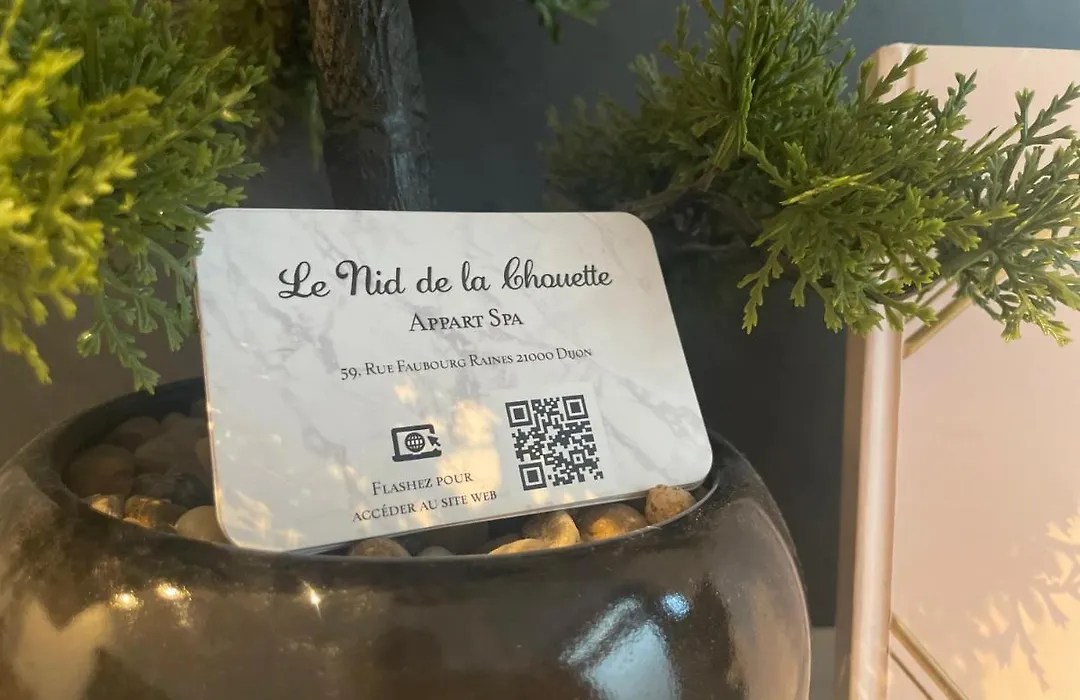 Le Nid de la Chouette
Appart Spa
59, Rue Faubourg Raines 21000 Dijon
Flashez pour
accéder au site web